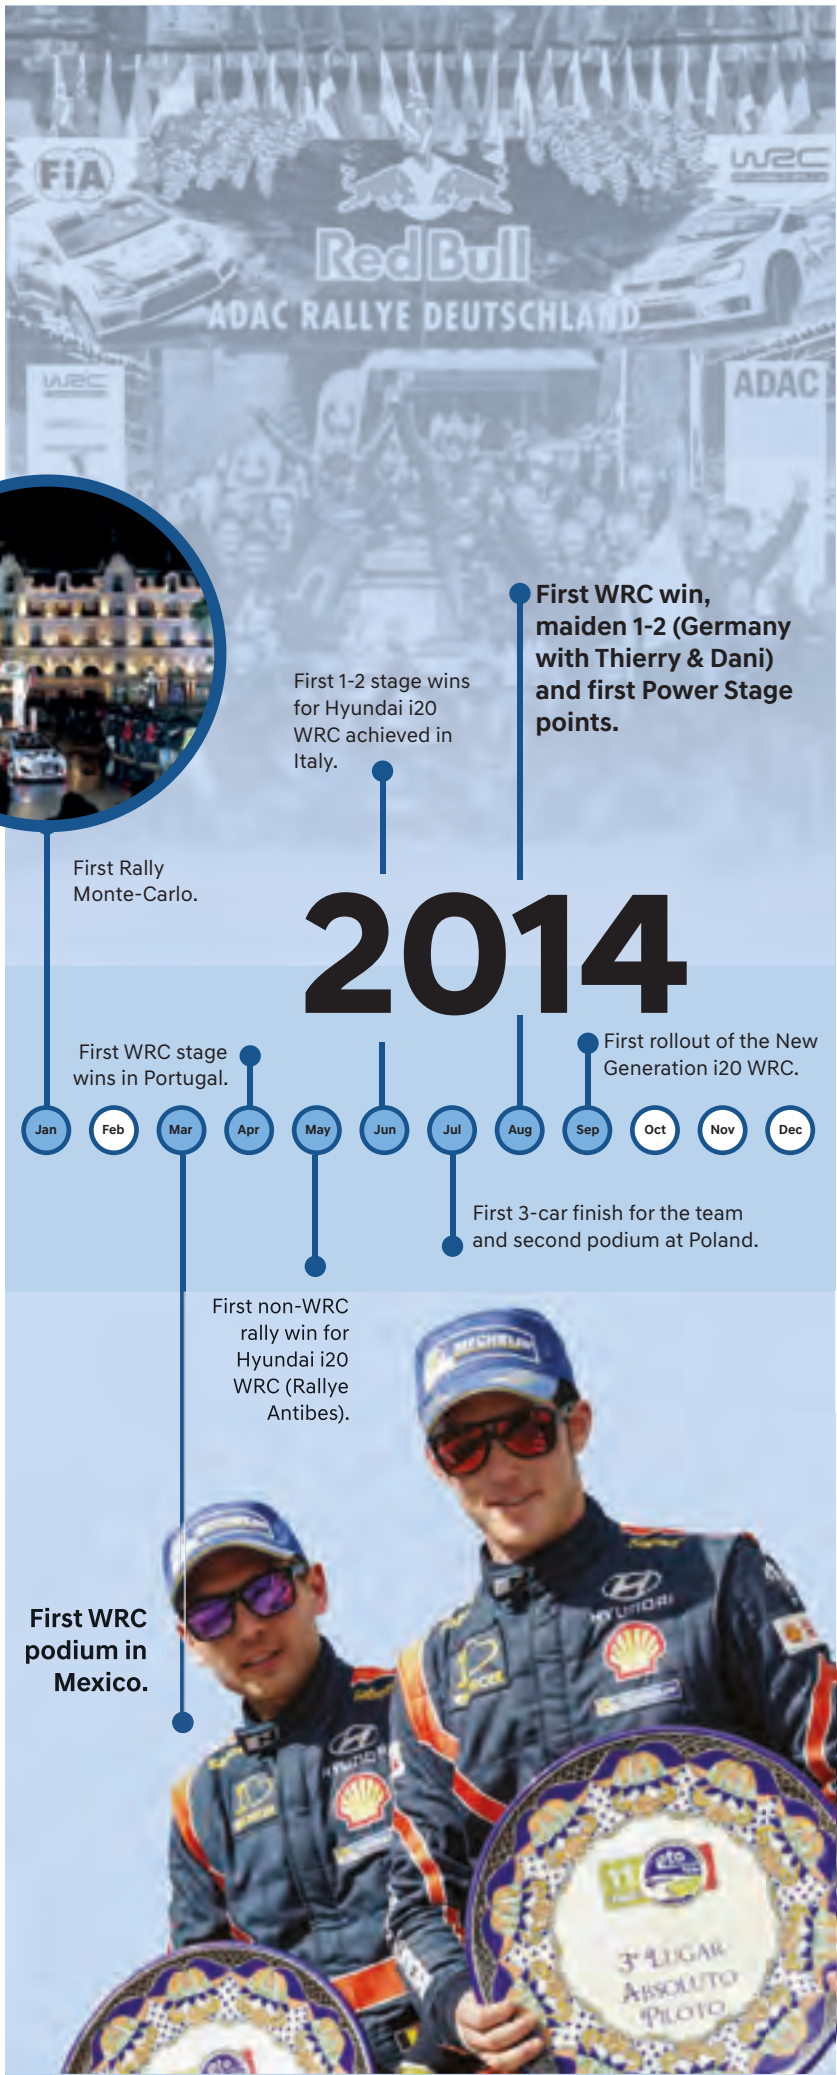 FiA
WRC
Red Bull
ADAC RALLYE DEUTSCHLAND
WRC
ADAC
First WRC win,
maiden 1-2 (Germany
with Thierry & Dani)
and first Power Stage
points.
First 1-2 stage wins
for Hyundai i20
WRC achieved in
Italy.
First Rally
Monte-Carlo.
2014
First WRC stage
wins in Portugal.
First rollout of the New
Generation i20 WRC.
Jan Feb Mar Apr May Jun Jul Aug Sep Oct Nov Dec
First 3-car finish for the team
and second podium at Poland.
First non-WRC
rally win for
Hyundai i20
WRC (Rallye
Antibes).
MICHELIN
HYUNDAI
First WRC
podium in
Mexico.
HYUNDAI
3er LUGAR
ABSOLUTO
PILOTO